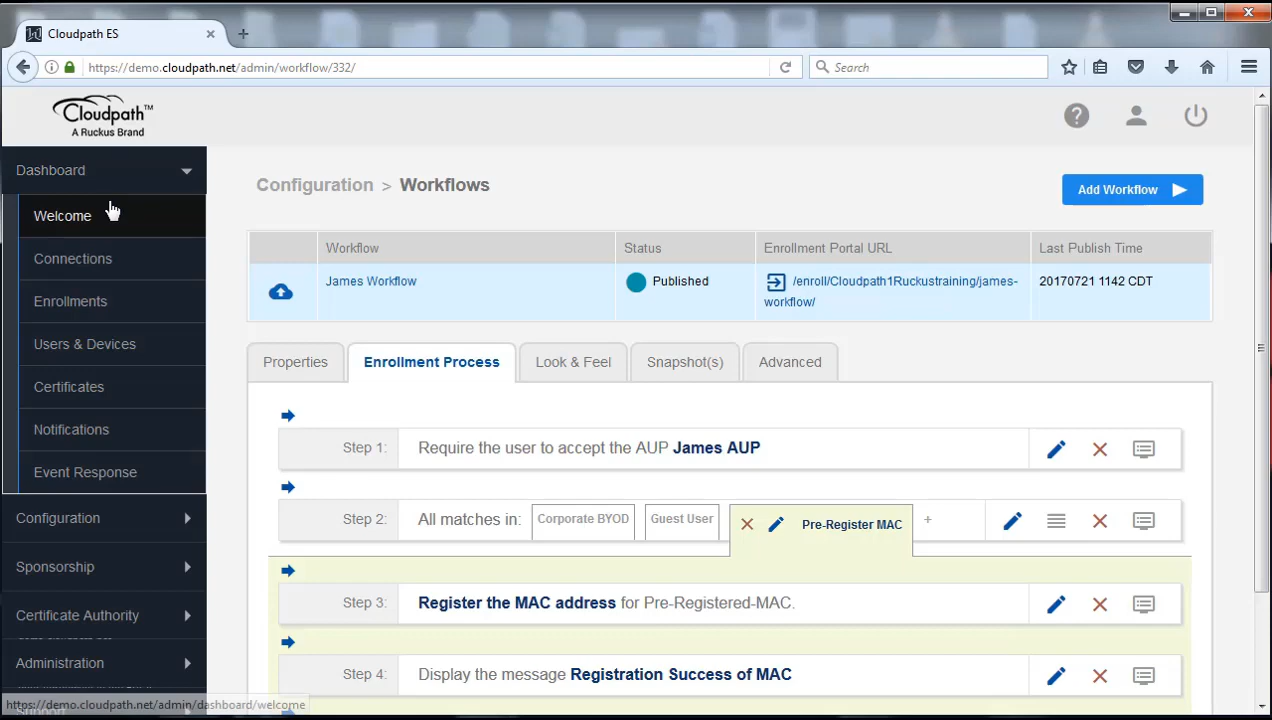 Cloudpath ES
https://demo.cloudpath.net/admin/workflow/332/
Search
Cloudpath™
A Ruckus Brand
Dashboard
Welcome
Connections
Enrollments
Users & Devices
Certificates
Notifications
Event Response
Configuration
Sponsorship
Certificate Authority
Administration
Support
https://demo.cloudpath.net/admin/dashboard/welcome
Configuration > Workflows
Add Workflow
Workflow Status Enrollment Portal URL Last Publish Time
James Workflow Published /enroll/Cloudpath1Ruckustraining/james- 20170721 1142 CDT
workflow/
Properties Enrollment Process Look & Feel Snapshot(s) Advanced
Step 1: Require the user to accept the AUP James AUP
Step 2: All matches in: Corporate BYOD Guest User Pre-Register MAC +
Step 3: Register the MAC address for Pre-Registered-MAC.
Step 4: Display the message Registration Success of MAC